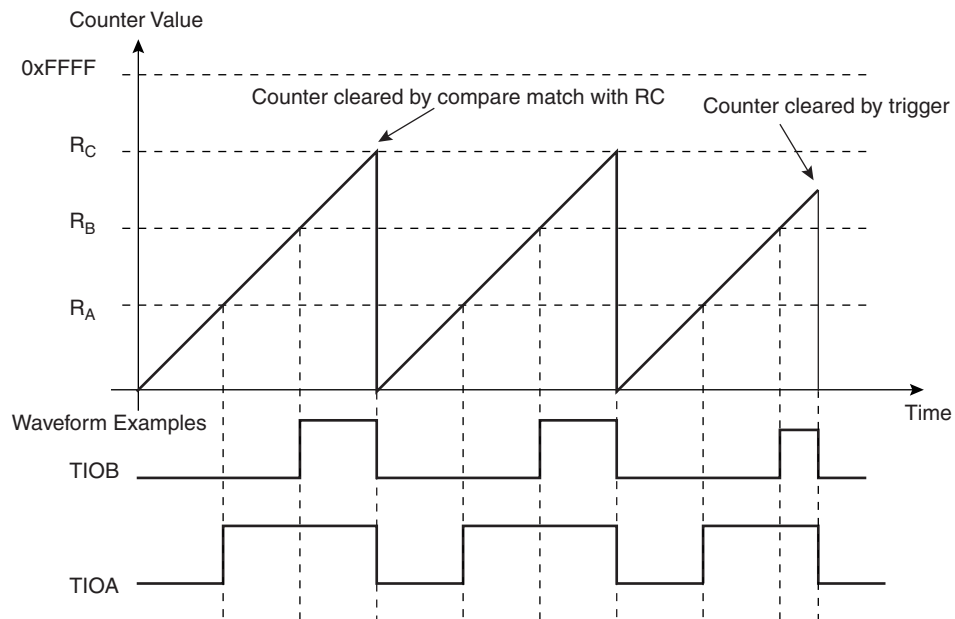 Counter Value
0xFFFF
Counter cleared by compare match with RC
Counter cleared by trigger
RC
RB
RA
Time
Waveform Examples
TIOB
TIOA